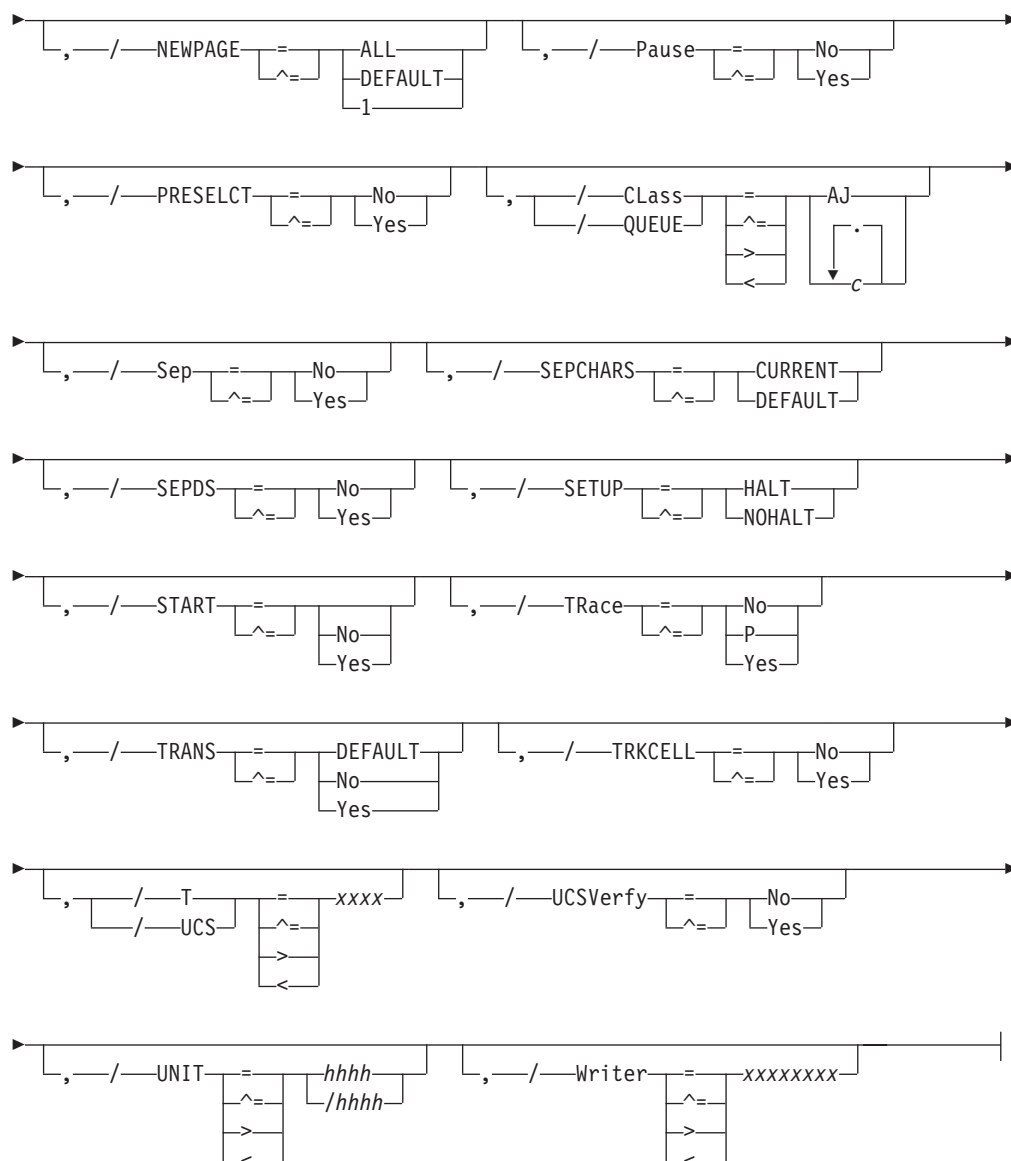 , / NEWPAGE = ALL , / Pause = No
^= DEFAULT ^= Yes
1
, / PRESELCT = No , / CLass = AJ
^= Yes / QUEUE ^= .
>
< c
, / Sep = No , / SEPCHARS = CURRENT
^= Yes ^= DEFAULT
, / SEPDS = No , / SETUP = HALT
^= Yes ^= NOHALT
, / START = , / TRace = No
^= No ^= P
Yes Yes
, / TRANS = DEFAULT , / TRKCELL = No
^= No ^= Yes
Yes
, / T = xxxx , / UCSVerfy = No
/ UCS ^= ^= Yes
>
<
, / UNIT = hhhh , / Writer = xxxxxxxx
^= /hhhh ^=
> >
< <